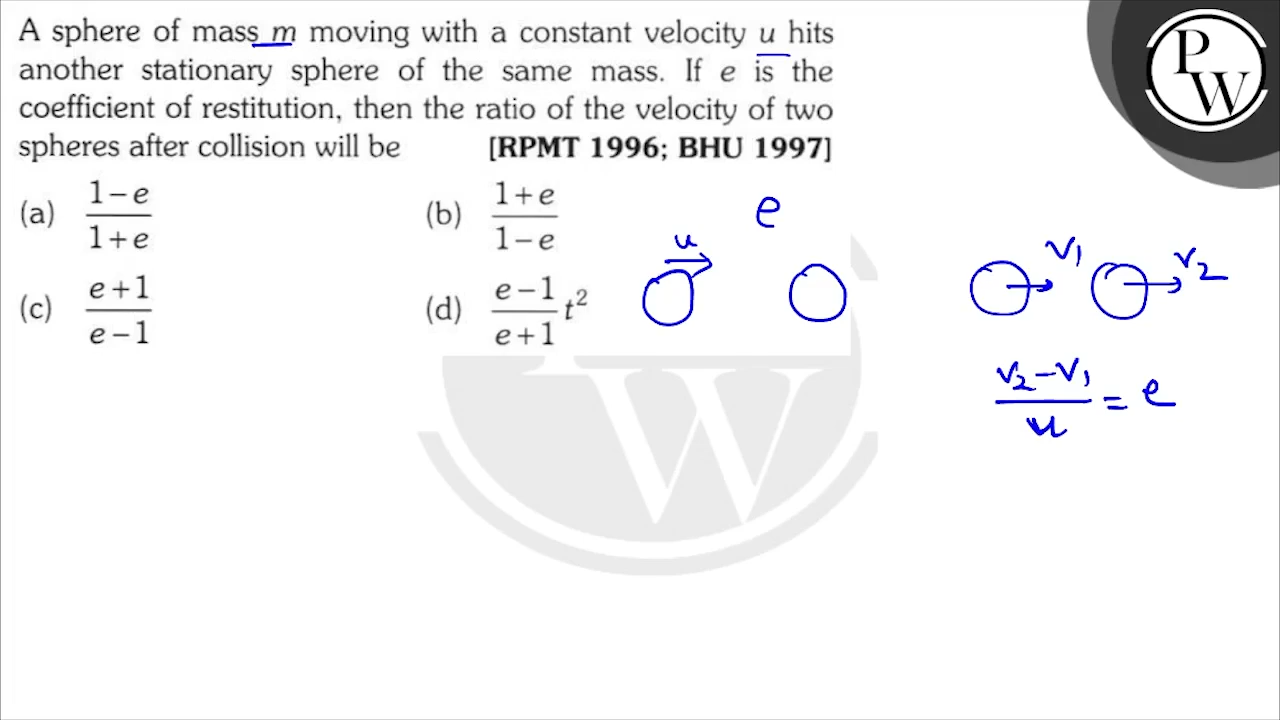 A sphere of mass m moving with a constant velocity u hits
another stationary sphere of the same mass. If e is the
coefficient of restitution, then the ratio of the velocity of two
spheres after collision will be [RPMT 1996; BHU 1997]
(a) (1−e)/(1+e) (b) (1+e)/(1−e)
(c) (e+1)/(e−1) (d) (e−1)/(e+1) t²
e
u
v₁ v₂
(v₂−v₁)/u = e
P
W
W